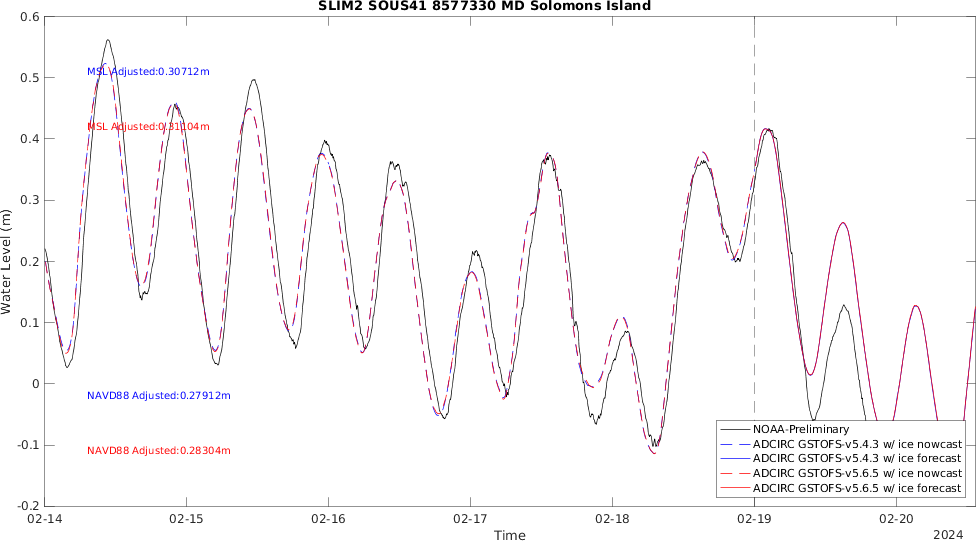 SLIM2 SOUS41 8577330 MD Solomons Island
0.6
0.5
0.4
0.3
0.2
0.1
0
-0.1
-0.2
Water Level (m)
MSL Adjusted:0.30712m
MSL Adjusted:0.31104m
NAVD88 Adjusted:0.27912m
NAVD88 Adjusted:0.28304m
NOAA-Preliminary
ADCIRC GSTOFS-v5.4.3 w/ ice nowcast
ADCIRC GSTOFS-v5.4.3 w/ ice forecast
ADCIRC GSTOFS-v5.6.5 w/ ice nowcast
ADCIRC GSTOFS-v5.6.5 w/ ice forecast
02-14 02-15 02-16 02-17 02-18 02-19 02-20
Time
2024